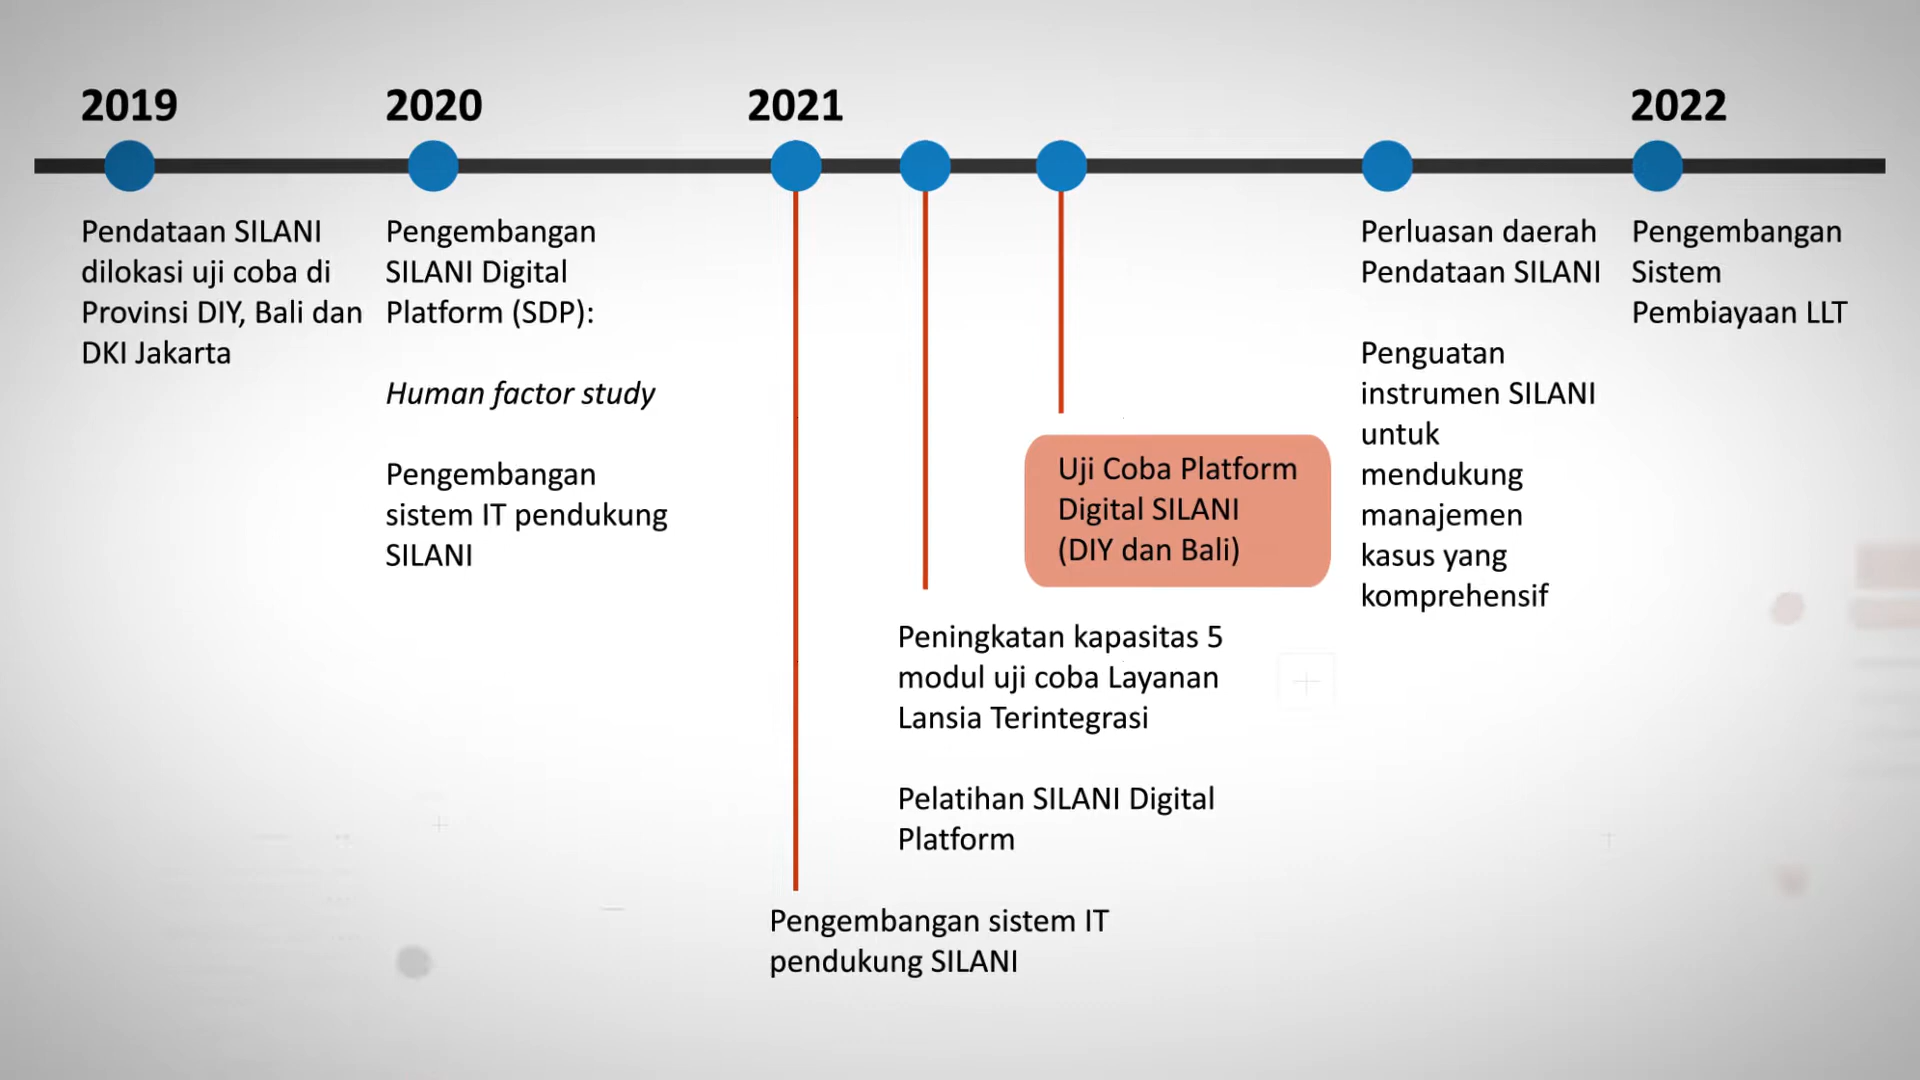 2019
Pendataan SILANI
dilokasi uji coba di
Provinsi DIY, Bali dan
DKI Jakarta
2020
Pengembangan
SILANI Digital
Platform (SDP):
Human factor study
Pengembangan
sistem IT pendukung
SILANI
2021
Pengembangan sistem IT
pendukung SILANI
Peningkatan kapasitas 5
modul uji coba Layanan
Lansia Terintegrasi
Pelatihan SILANI Digital
Platform
Uji Coba Platform
Digital SILANI
(DIY dan Bali)
Perluasan daerah
Pendataan SILANI
Penguatan
instrumen SILANI
untuk
mendukung
manajemen
kasus yang
komprehensif
2022
Pengembangan
Sistem
Pembiayaan LLT